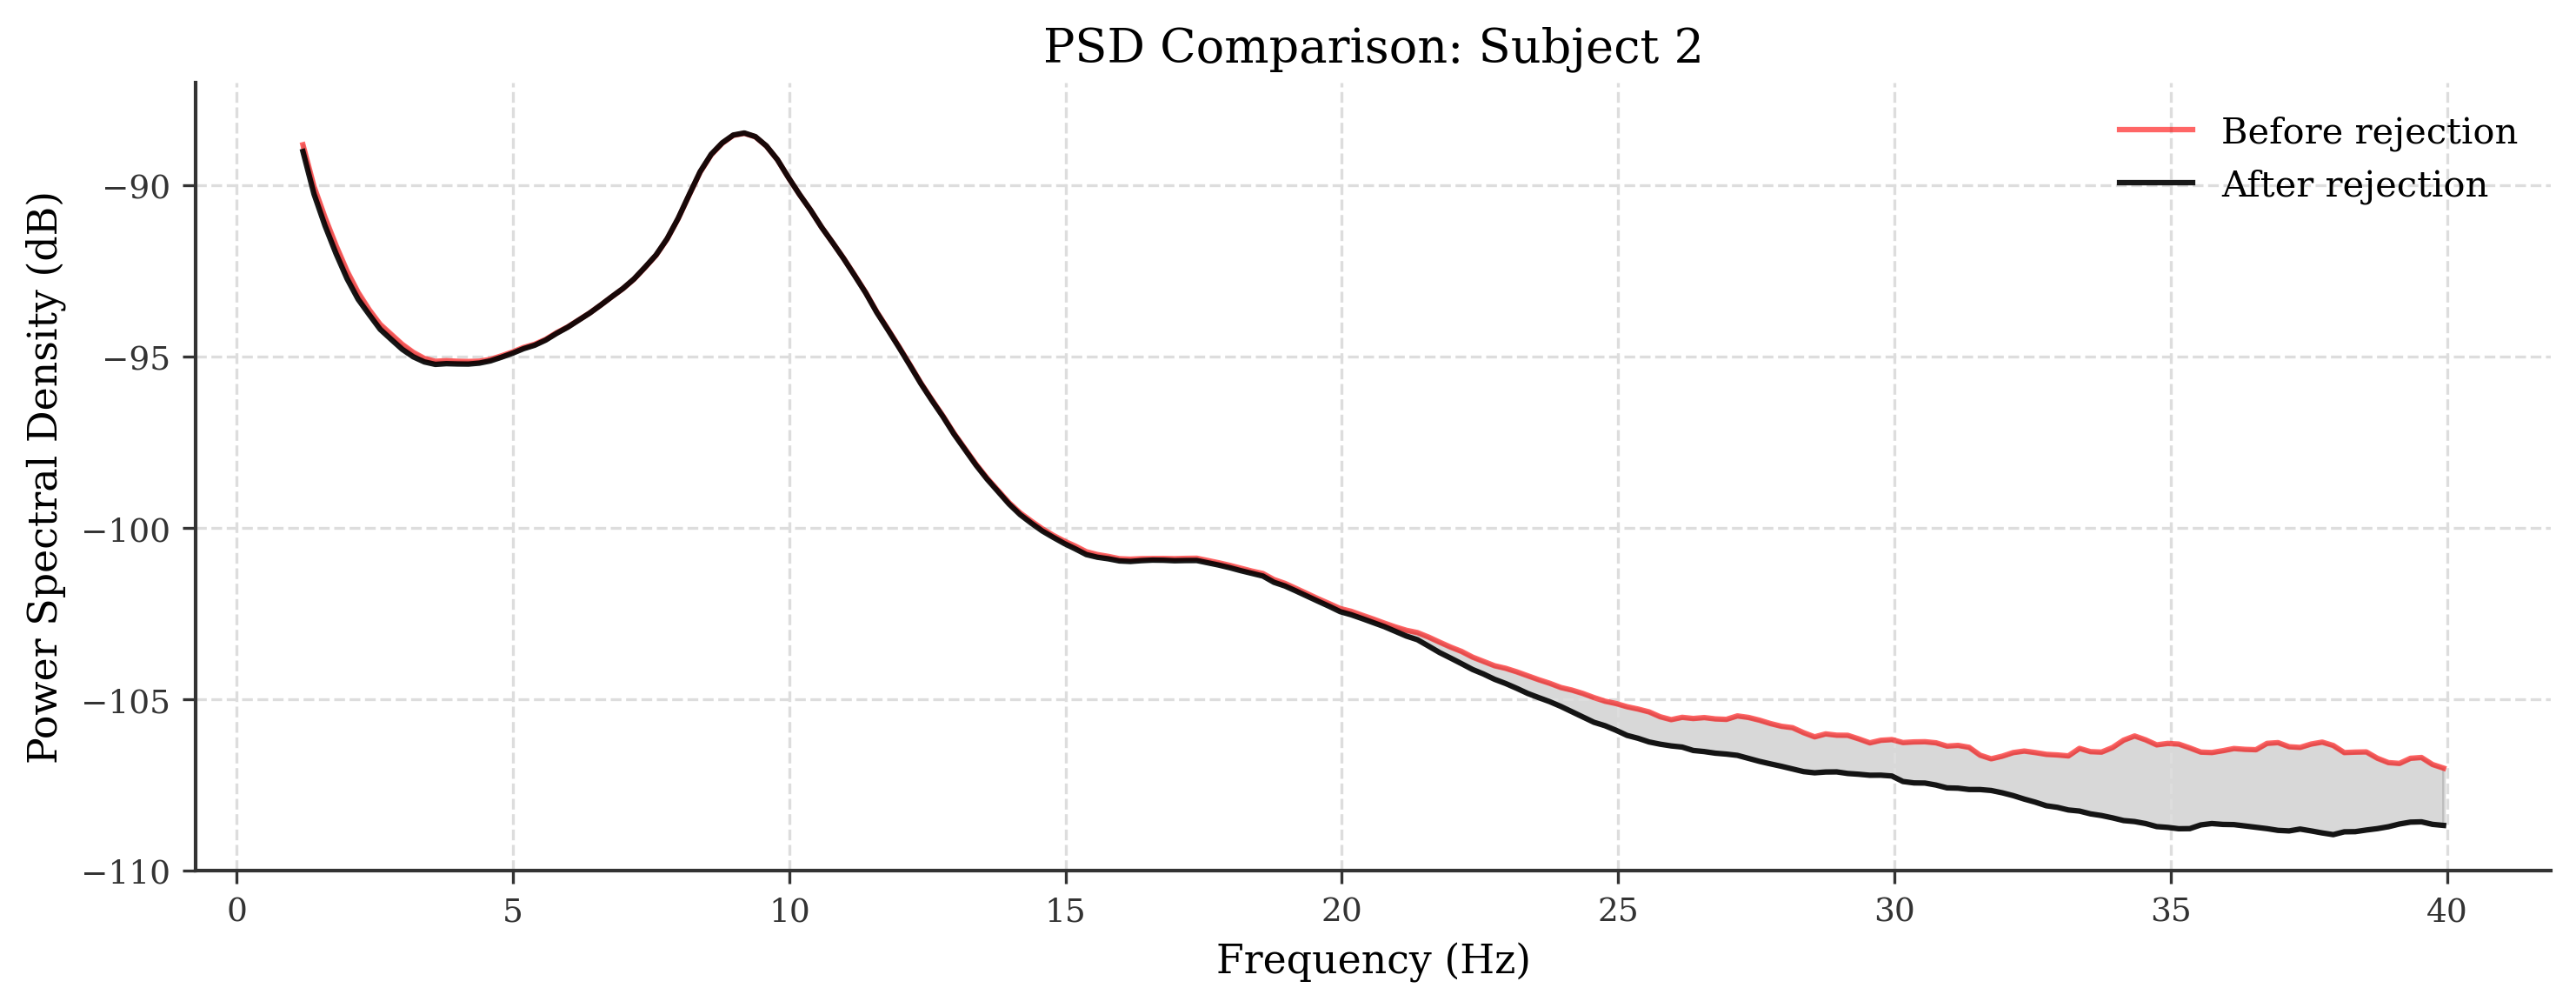 PSD Comparison: Subject 2
Before rejection
After rejection
Power Spectral Density (dB)
−90
−95
−100
−105
−110
0 5 10 15 20 25 30 35 40
Frequency (Hz)